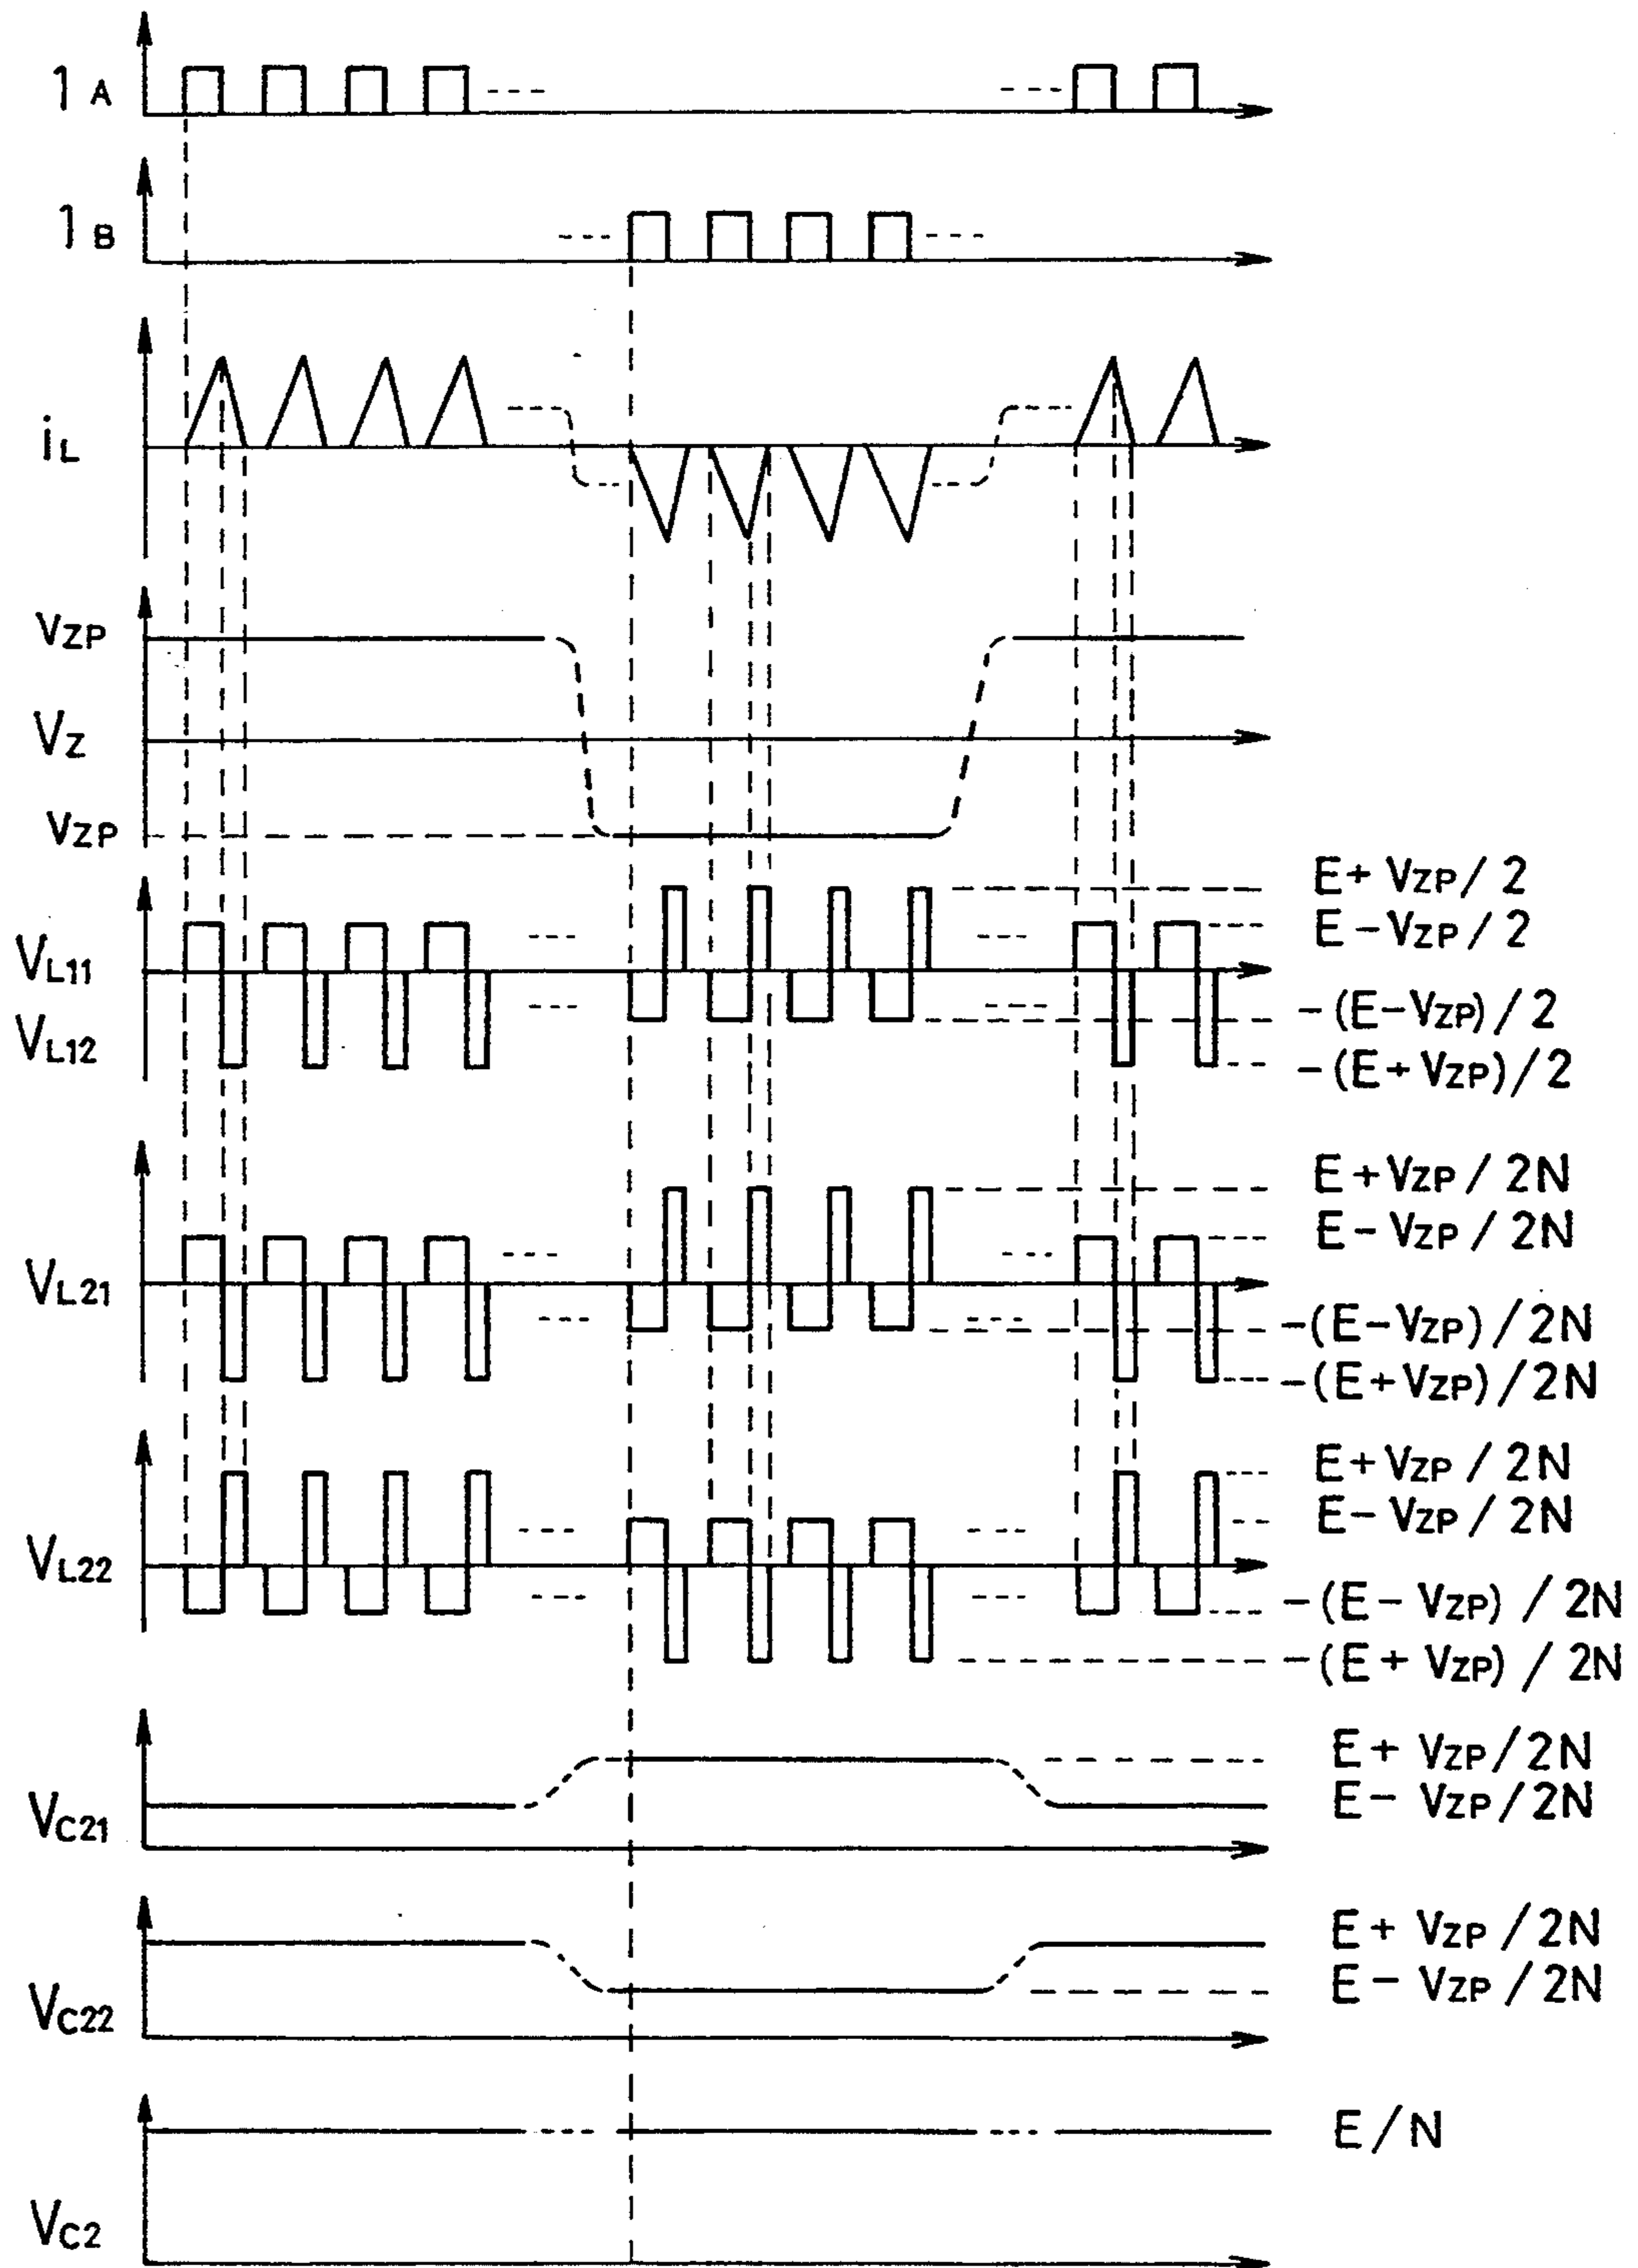 1A
1B
iL
VZP
VZ
VZP
VL11
VL12
E+ VZP / 2
E - VZP / 2
- (E-VZP) / 2
- (E+ VZP) / 2
VL21
E + VZP / 2N
E - VZP / 2N
-(E-VZP) / 2N
-(E+VZP) / 2N
VL22
E+ VZP / 2N
E- VZP / 2N
-(E- VZP) / 2N
-(E+ VZP) / 2N
VC21
E+ VZP/2N
E- VZP/2N
VC22
E+ VZP /2N
E- VZP /2N
E/N
VC2